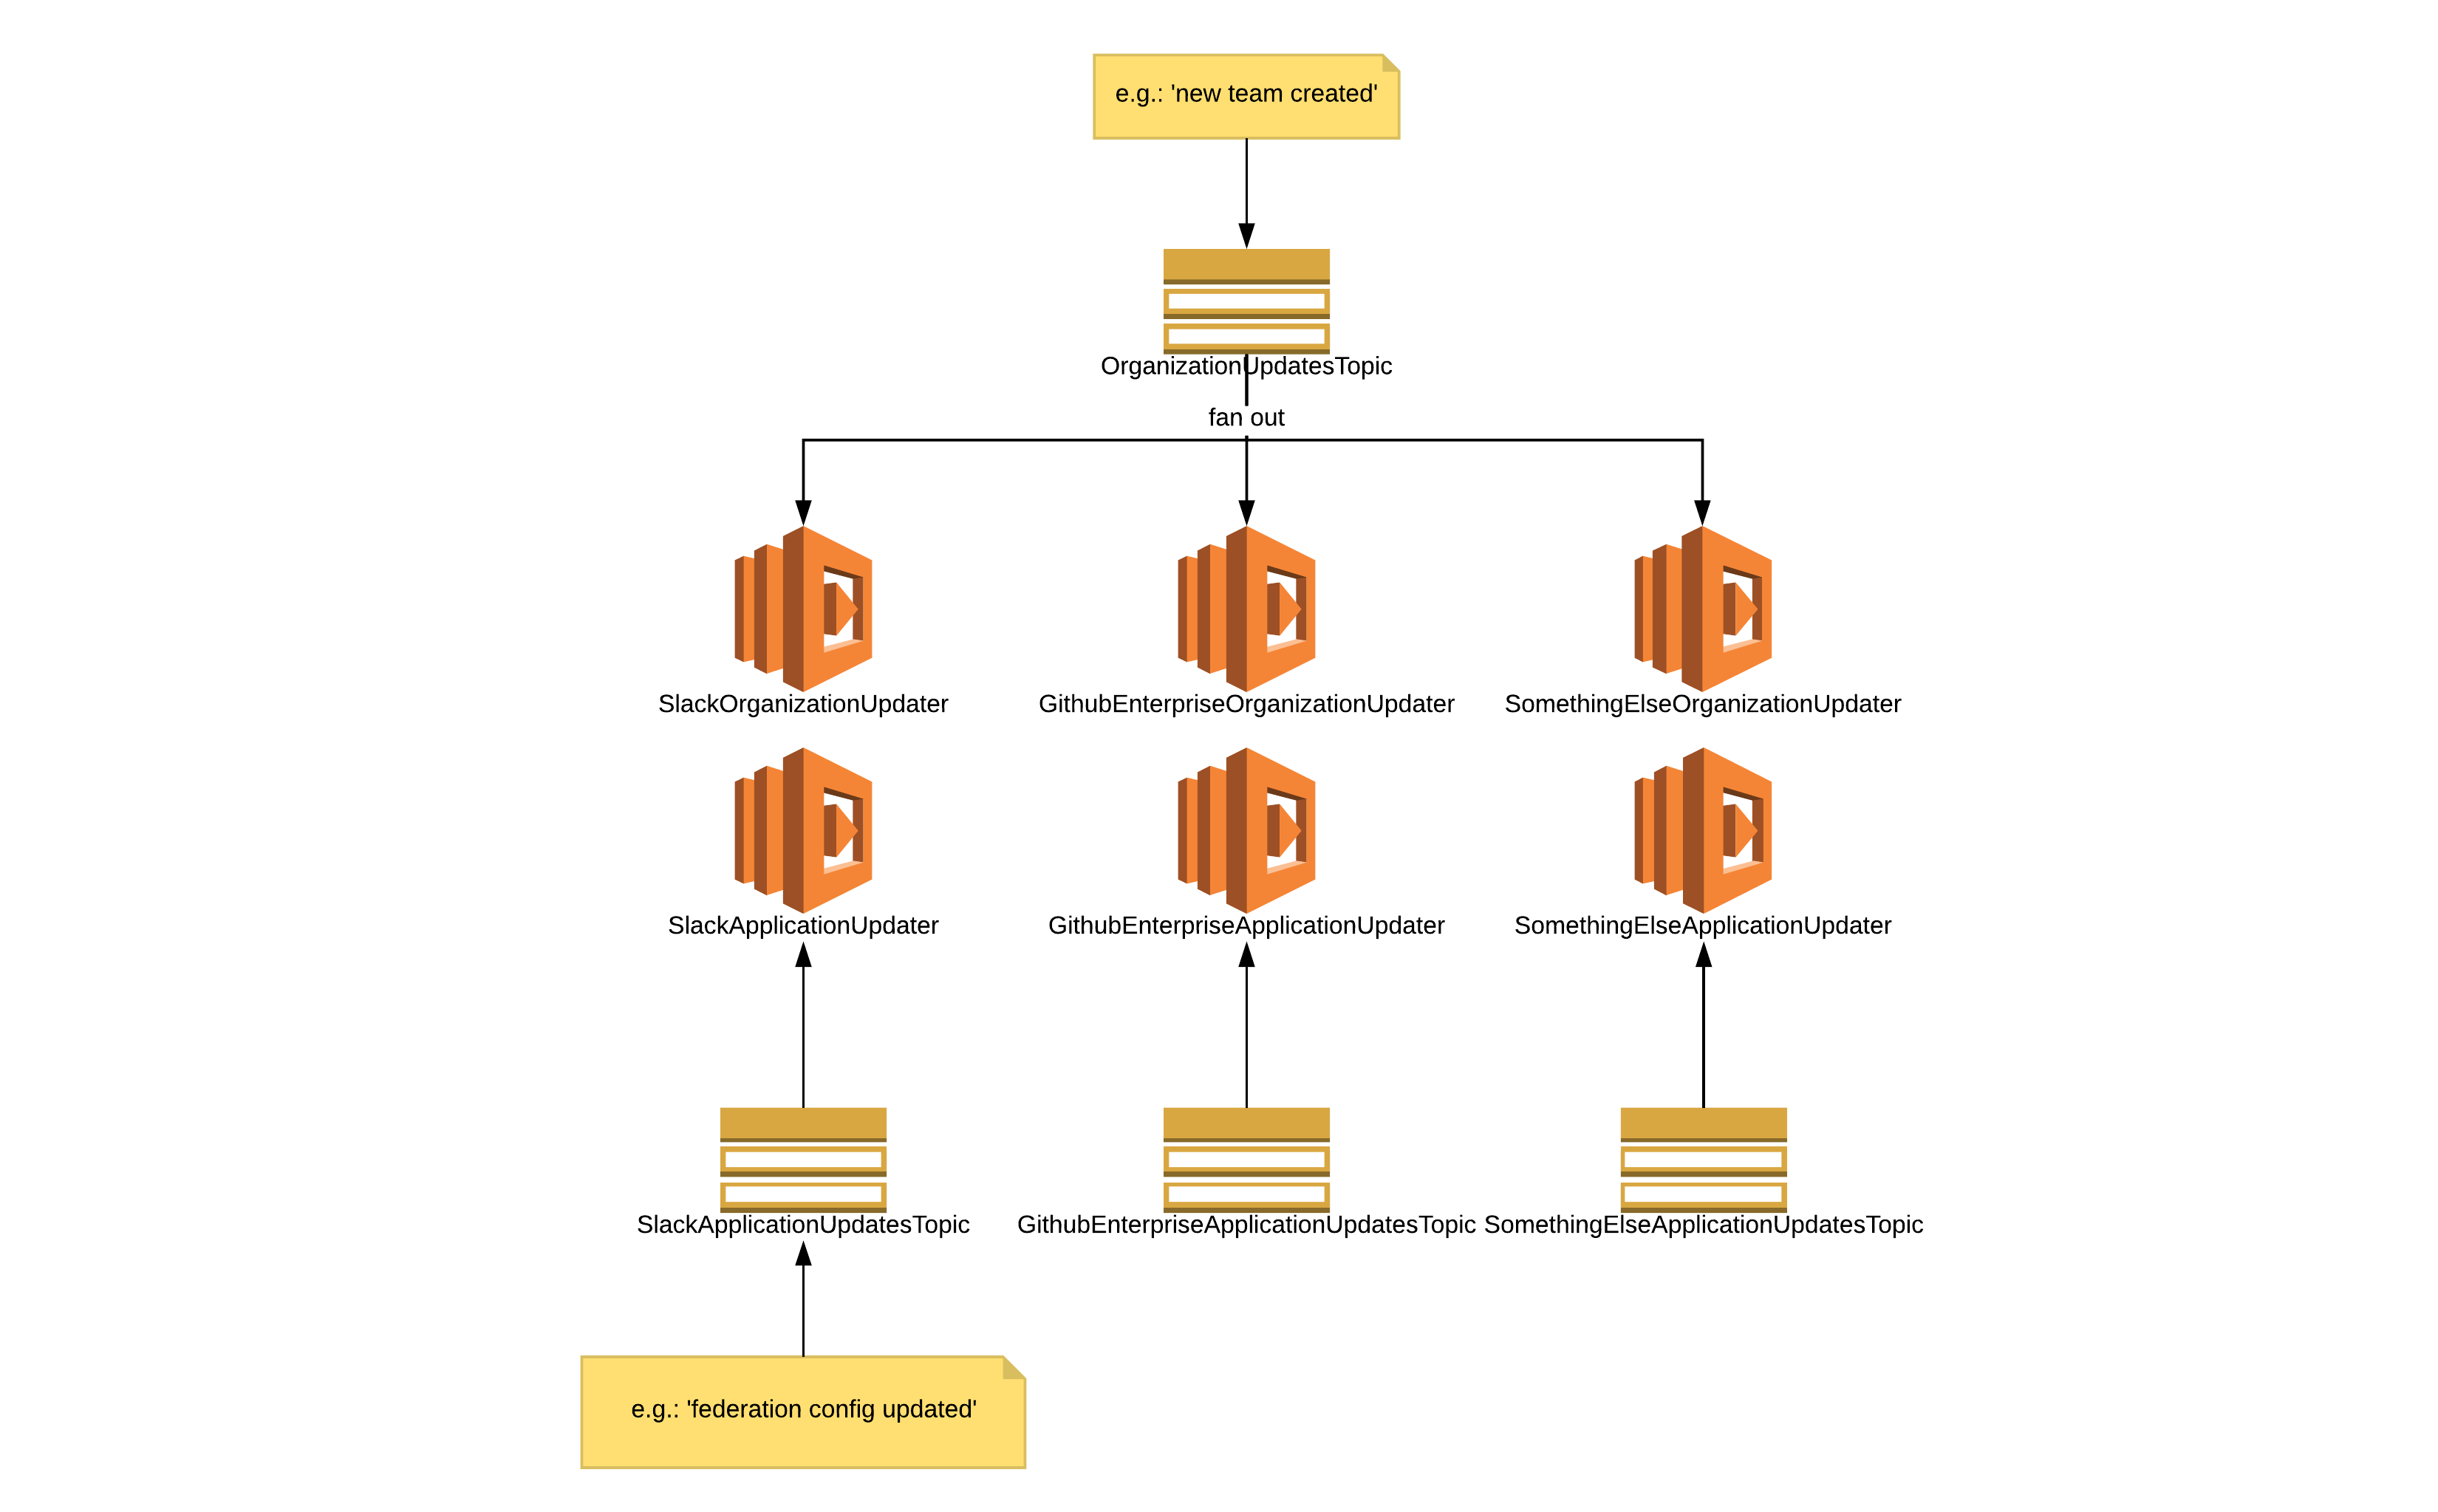 e.g.: 'new team created'
OrganizationUpdatesTopic
fan out
SlackOrganizationUpdater
GithubEnterpriseOrganizationUpdater
SomethingElseOrganizationUpdater
SlackApplicationUpdater
GithubEnterpriseApplicationUpdater
SomethingElseApplicationUpdater
SlackApplicationUpdatesTopic
GithubEnterpriseApplicationUpdatesTopic
SomethingElseApplicationUpdatesTopic
e.g.: 'federation config updated'